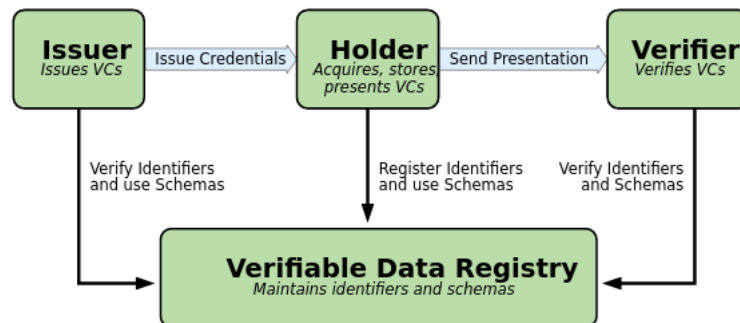 Issuer
Issues VCs
Issue Credentials
Holder
Acquires, stores,
presents VCs
Send Presentation
Verifier
Verifies VCs
Verify Identifiers
and use Schemas
Register Identifiers
and use Schemas
Verify Identifiers
and Schemas
Verifiable Data Registry
Maintains identifiers and schemas